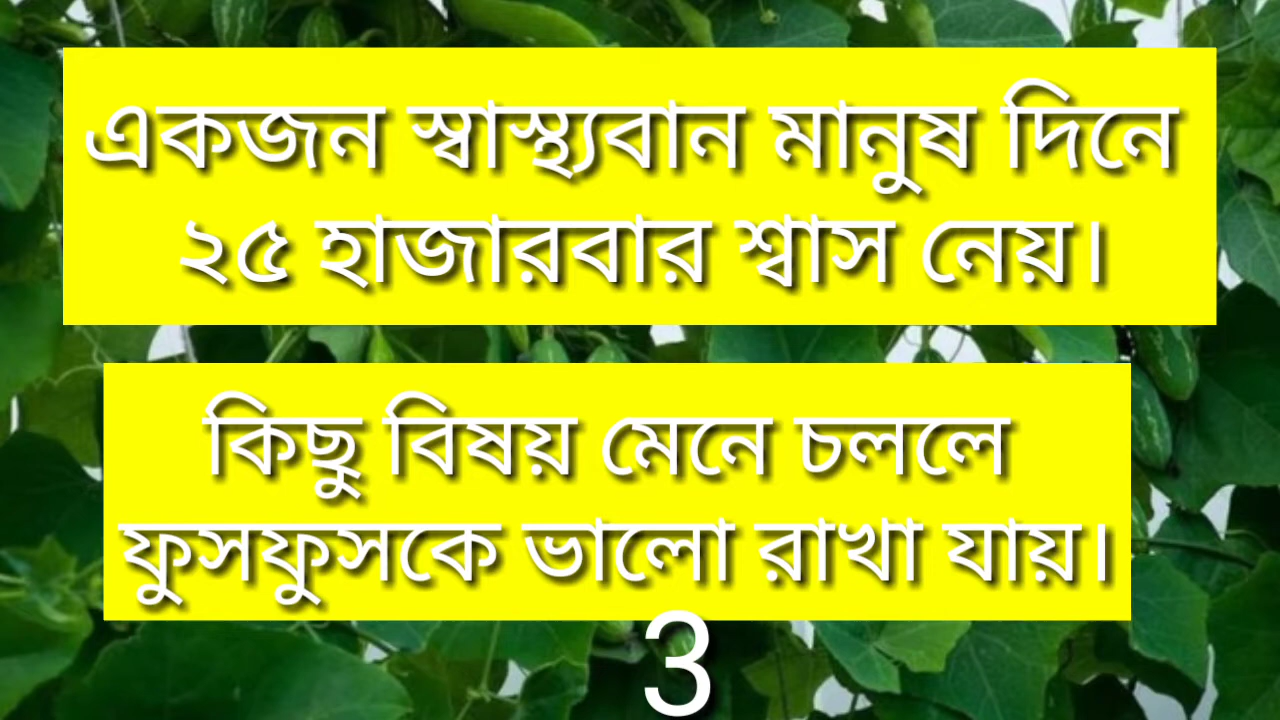 একজন স্বাস্থ্যবান মানুষ দিনে
২৫ হাজারবার শ্বাস নেয়।
কিছু বিষয় মেনে চললে
ফুসফুসকে ভালো রাখা যায়।
3